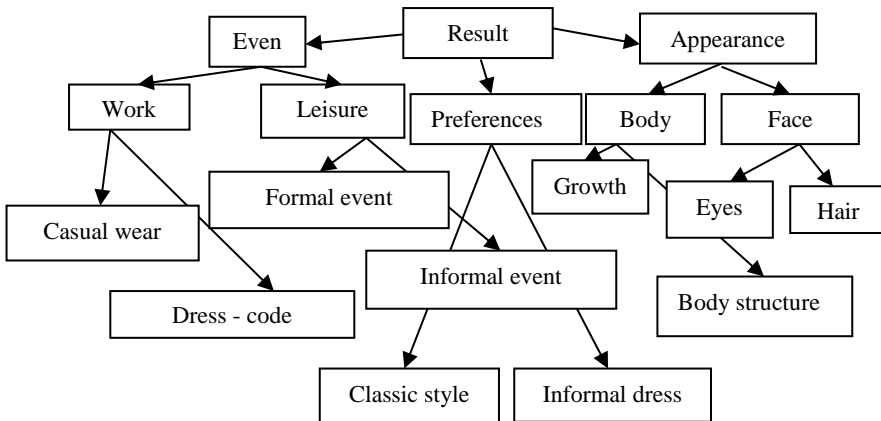 Result
Even
Appearance
Work
Leisure
Preferences
Body
Face
Formal event
Growth
Eyes
Hair
Casual wear
Informal event
Body structure
Dress - code
Classic style
Informal dress